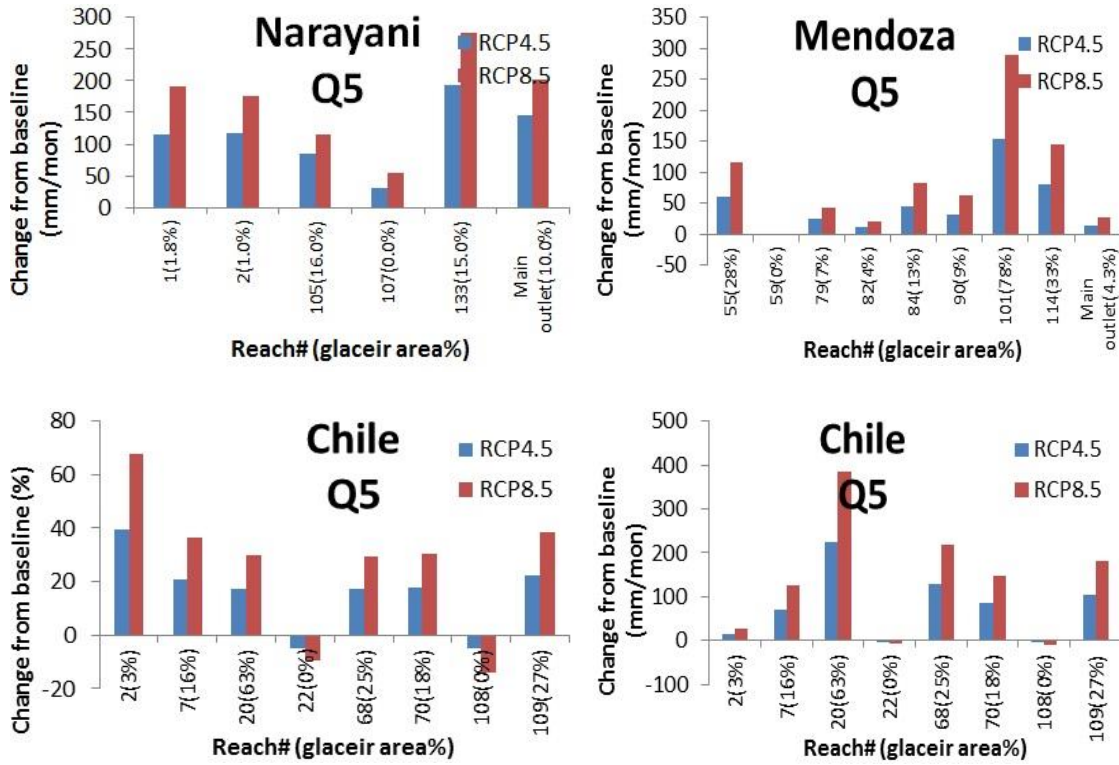 Narayani
Q5
RCP4.5
RCP8.5
Change from baseline
(mm/mon)
300
250
200
150
100
50
0
1(1.8%)
2(1.0%)
105(16.0%)
107(0.0%)
133(15.0%)
Main
outlet(10.0%)
Reach# (glaceir area%)
Mendoza
Q5
RCP4.5
RCP8.5
Change from baseline
(mm/mon)
350
300
250
200
150
100
50
0
-50
55(28%)
59(0%)
79(7%)
82(4%)
84(13%)
90(9%)
101(78%)
114(33%)
Main
outlet(4.3%)
Reach# (glaceir area%)
Chile
Q5
RCP4.5
RCP8.5
Change from baseline (%)
80
60
40
20
0
-20
2(3%)
7(16%)
20(63%)
22(0%)
68(25%)
70(18%)
108(0%)
109(27%)
Reach# (glaceir area%)
Chile
Q5
RCP4.5
RCP8.5
Change from baseline
(mm/mon)
500
400
300
200
100
0
-100
2(3%)
7(16%)
20(63%)
22(0%)
68(25%)
70(18%)
108(0%)
109(27%)
Reach# (glaceir area%)